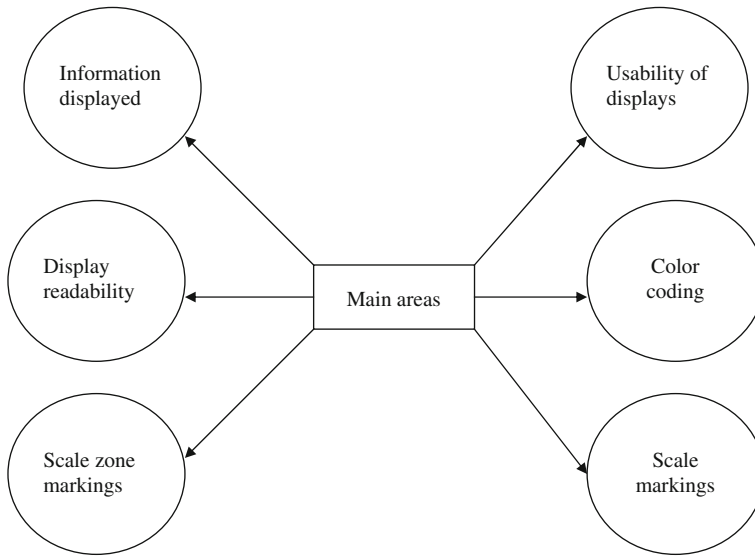 Information
displayed
Usability of
displays
Display
readability
Main areas
Color
coding
Scale zone
markings
Scale
markings